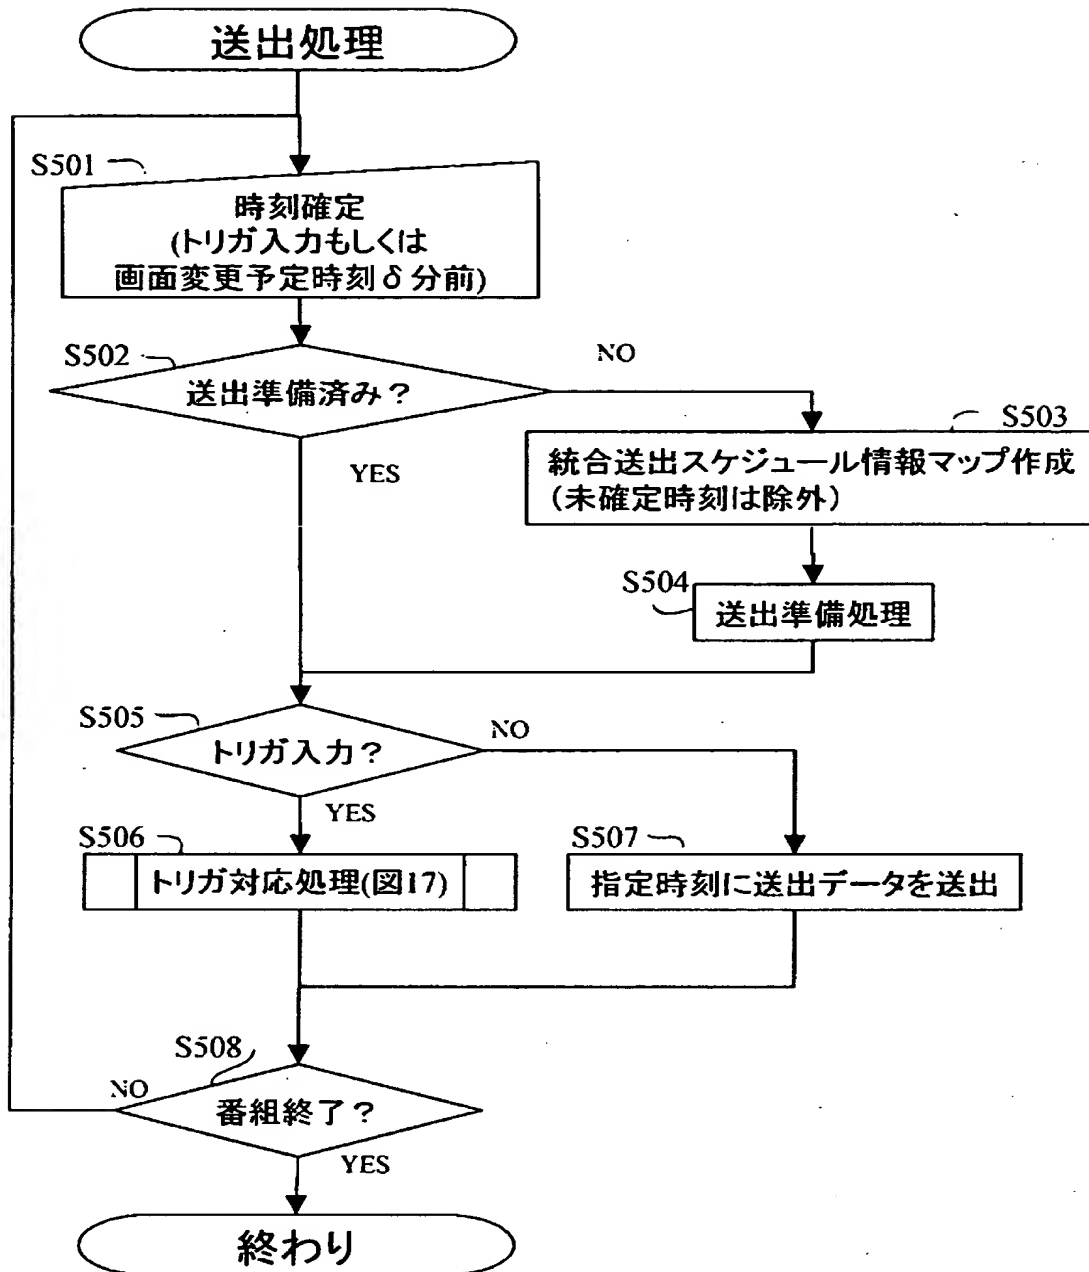 送出処理
S501
時刻確定
(トリガ入力もしくは
画面変更予定時刻δ分前)
S502
送出準備済み?
NO
YES
S503
統合送出スケジュール情報マップ作成
(未確定時刻は除外)
S504
送出準備処理
S505
トリガ入力?
NO
YES
S506
トリガ対応処理(図17)
S507
指定時刻に送出データを送出
S508
番組終了?
NO
YES
終わり